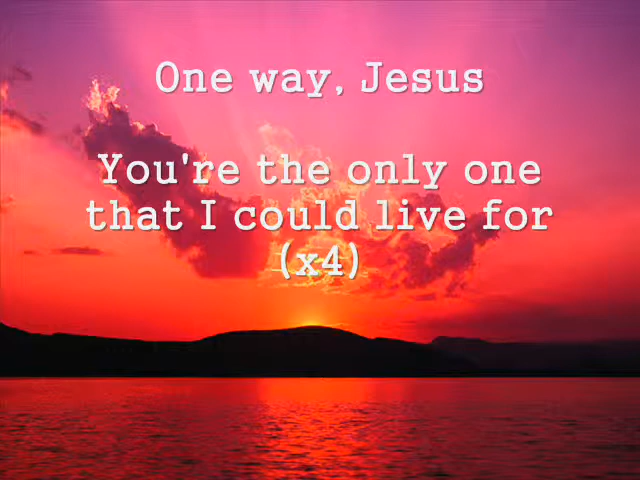 One way, Jesus
You're the only one
that I could live for
(x4)